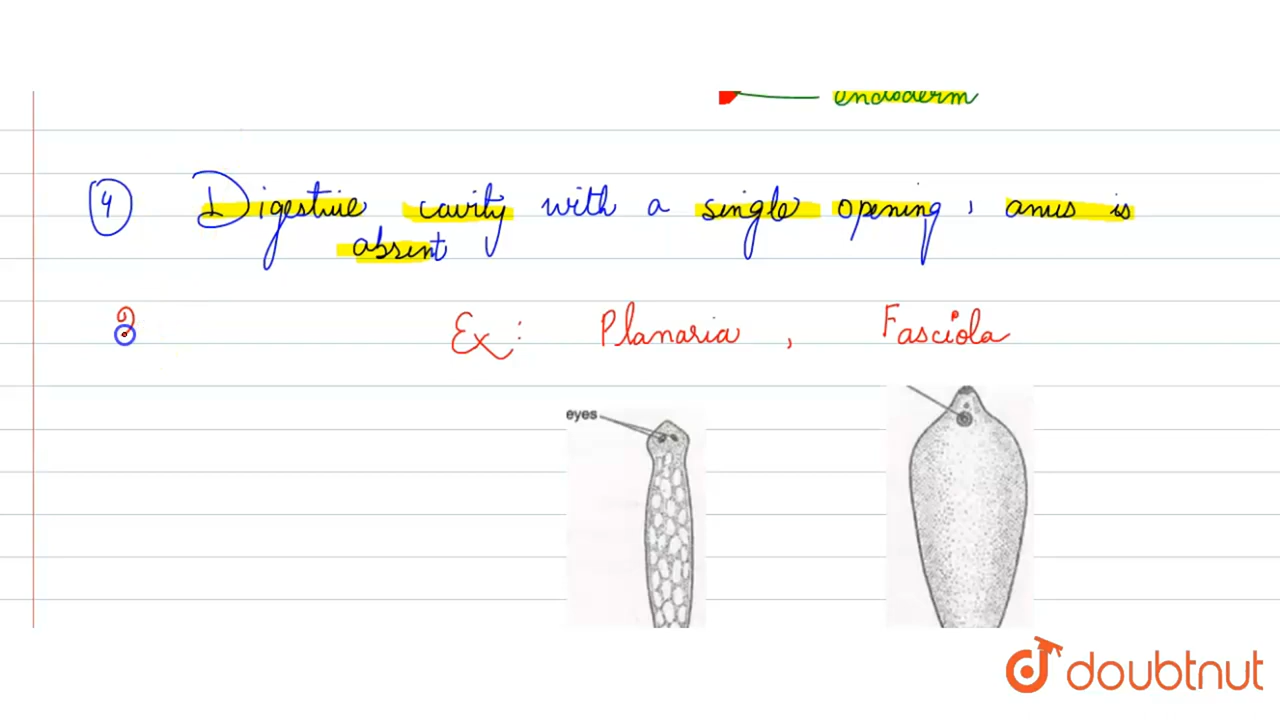 endoderm
④ Digestive cavity with a single opening, anus is
absent
Ex: Planaria, Fasciola
eyes
doubtnut